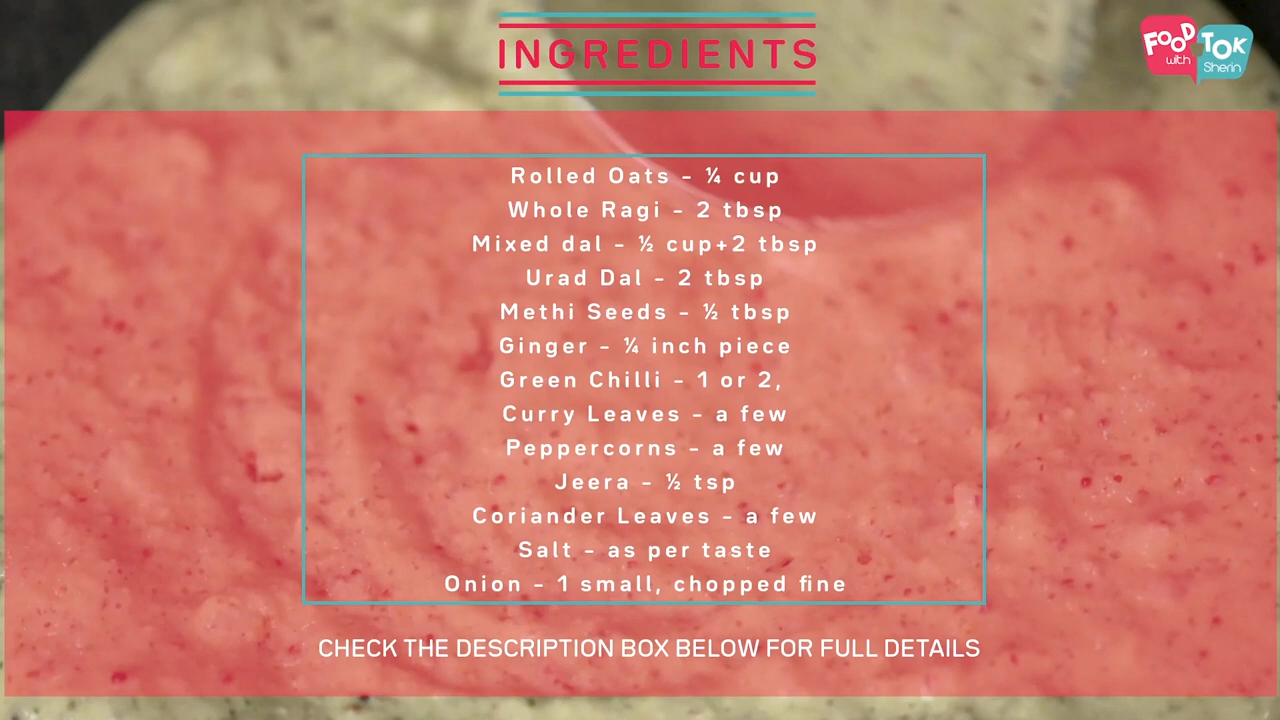 INGREDIENTS
FOOD
with
TOK
Sherin
Rolled Oats - ¼ cup
Whole Ragi - 2 tbsp
Mixed dal - ½ cup+2 tbsp
Urad Dal - 2 tbsp
Methi Seeds - ½ tbsp
Ginger - ¼ inch piece
Green Chilli - 1 or 2,
Curry Leaves - a few
Peppercorns - a few
Jeera - ½ tsp
Coriander Leaves - a few
Salt - as per taste
Onion - 1 small, chopped fine
CHECK THE DESCRIPTION BOX BELOW FOR FULL DETAILS